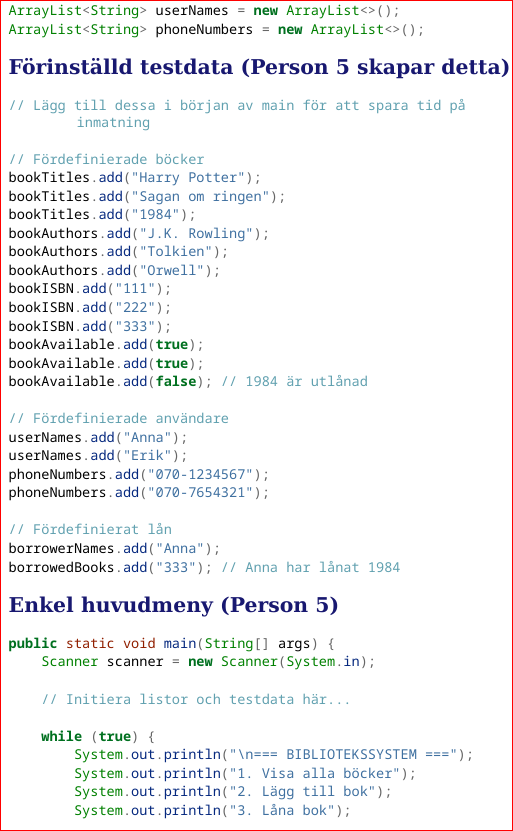 ArrayList<String> userNames = new ArrayList<>();
ArrayList<String> phoneNumbers = new ArrayList<>();
Förinställd testdata (Person 5 skapar detta)
// Lägg till dessa i början av main för att spara tid på
inmatning
// Fördefinierade böcker
bookTitles.add("Harry Potter");
bookTitles.add("Sagan om ringen");
bookTitles.add("1984");
bookAuthors.add("J.K. Rowling");
bookAuthors.add("Tolkien");
bookAuthors.add("Orwell");
bookISBN.add("111");
bookISBN.add("222");
bookISBN.add("333");
bookAvailable.add(true);
bookAvailable.add(true);
bookAvailable.add(false); // 1984 är utlånad
// Fördefinierade användare
userNames.add("Anna");
userNames.add("Erik");
phoneNumbers.add("070-1234567");
phoneNumbers.add("070-7654321");
// Fördefinierat lån
borrowerNames.add("Anna");
borrowedBooks.add("333"); // Anna har lånat 1984
Enkel huvudmeny (Person 5)
public static void main(String[] args) {
    Scanner scanner = new Scanner(System.in);
    // Initiera listor och testdata här...
    while (true) {
        System.out.println("\n=== BIBLIOTEKSSYSTEM ===");
        System.out.println("1. Visa alla böcker");
        System.out.println("2. Lägg till bok");
        System.out.println("3. Låna bok");